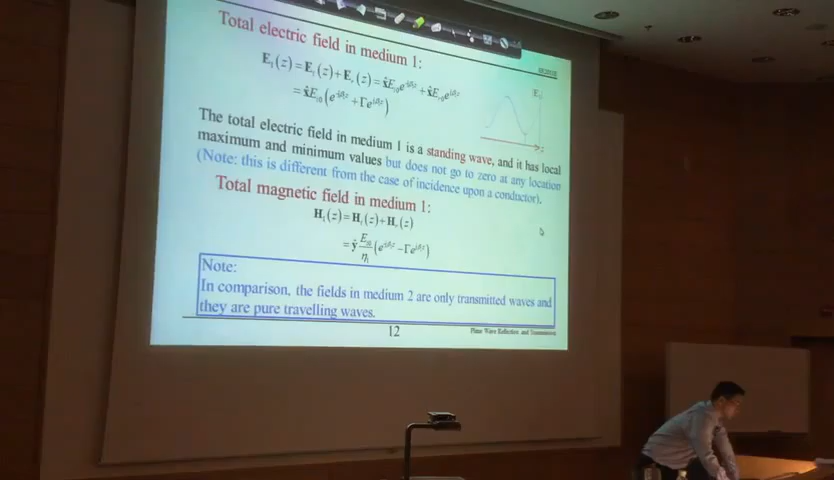 Total electric field in medium 1:
E₁(z) = Eᵢ(z) + Eᵣ(z) = x̂Eᵢ₀e^(-jβ₁z) + x̂Eᵣ₀e^(jβ₁z)
= x̂Eᵢ₀(e^(-jβ₁z) + Γe^(jβ₁z))
|E₁|
z
The total electric field in medium 1 is a standing wave, and it has local
maximum and minimum values but does not go to zero at any location
(Note: this is different from the case of incidence upon a conductor).
Total magnetic field in medium 1:
H₁(z) = Hᵢ(z) + Hᵣ(z)
= ŷ Eᵢ₀/η₁ (e^(-jβ₁z) − Γe^(jβ₁z))
Note:
In comparison, the fields in medium 2 are only transmitted waves and
they are pure travelling waves.
12
Plane Wave Reflection and Transmission